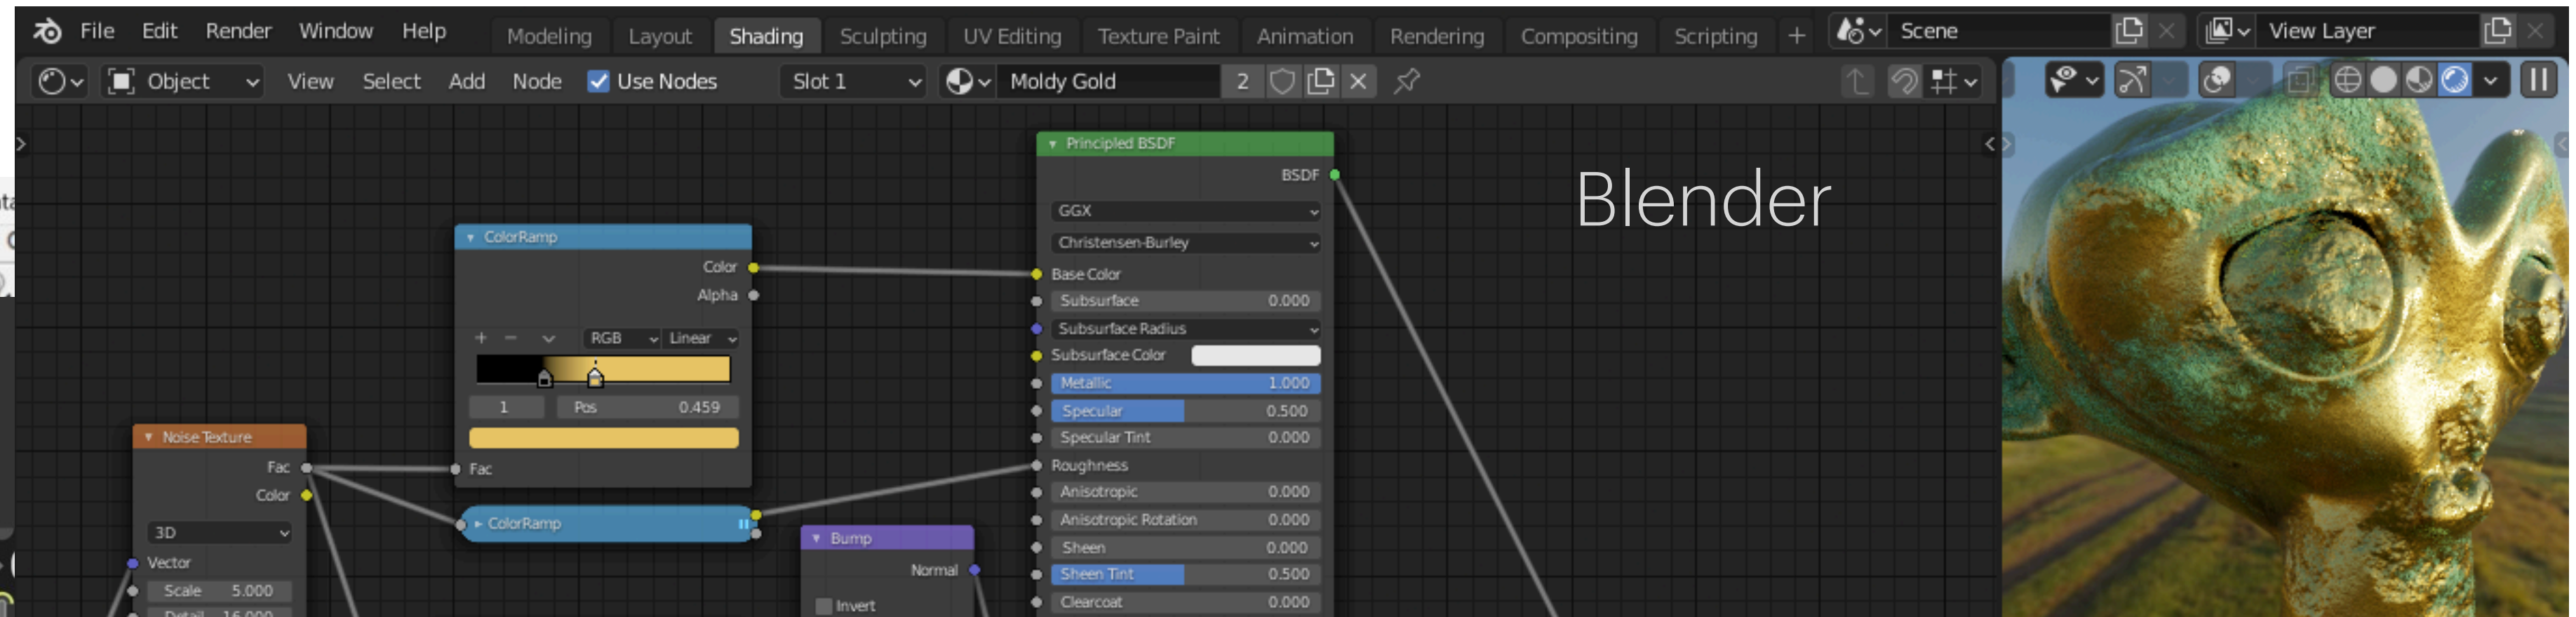 File Edit Render Window Help Modeling Layout Shading Sculpting UV Editing Texture Paint Animation Rendering Compositing Scripting + Scene View Layer
Object View Select Add Node Use Nodes Slot 1 Moldy Gold 2
Principled BSDF
BSDF
GGX
Christensen-Burley
Base Color
Subsurface 0.000
Subsurface Radius
Subsurface Color
Metallic 1.000
Specular 0.500
Specular Tint 0.000
Roughness
Anisotropic 0.000
Anisotropic Rotation 0.000
Sheen 0.000
Sheen Tint 0.500
Clearcoat 0.000
Blender
ColorRamp
Color
Alpha
RGB Linear
1 Pos 0.459
Fac
ColorRamp
Noise Texture
Fac
Color
3D
Vector
Scale 5.000
Detail 16.000
Bump
Normal
Invert